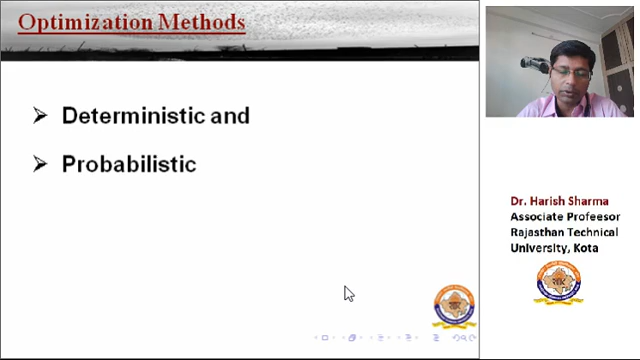 Optimization Methods
Deterministic and
Probabilistic
Dr. Harish Sharma
Associate Profeesor
Rajasthan Technical
University, Kota